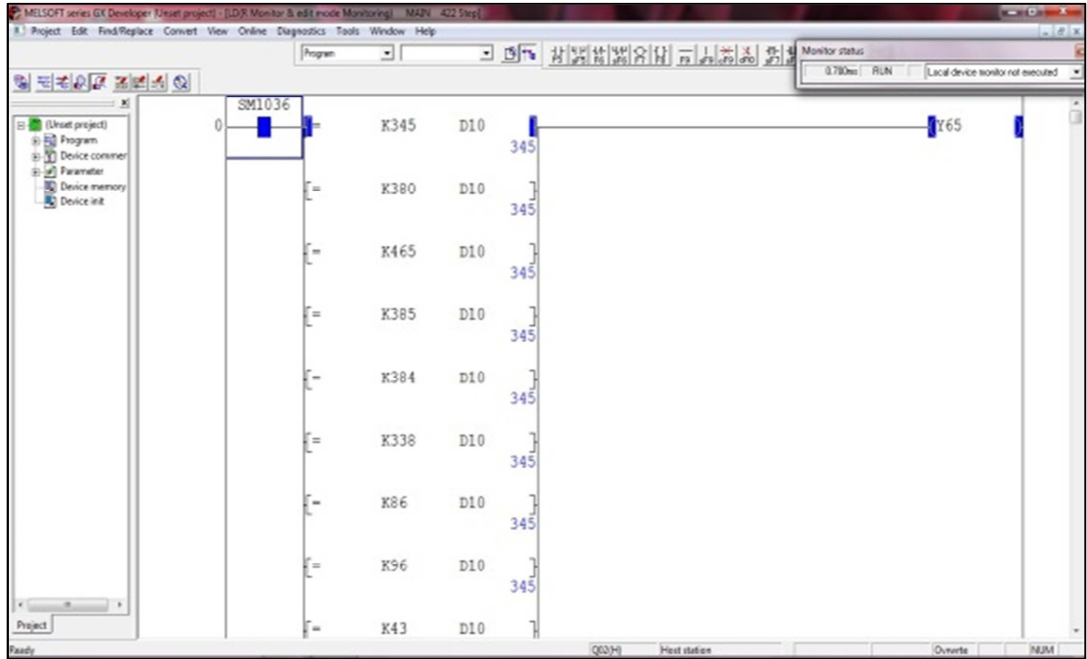 MELSOFT series GX Developer (Unset project) - [LD(R Monitor & edit mode Monitoring) MAIN 422 Step]
Project Edit Find/Replace Convert View Online Diagnostics Tools Window Help
Program
Monitor status
0.700ms RUN Local device monitor not executed
(Unset project)
Program
Device commer
Parameter
Device memory
Device init
SM1036
0 = K345 D10 Y65
345
[= K380 D10 ]
345
[= K465 D10 ]
345
[= K385 D10 ]
345
[= K384 D10 ]
345
[= K338 D10 ]
345
[= K86 D10 ]
345
[= K96 D10 ]
345
[= K43 D10 ]
Project
Ready Q02(H) Host station Ovrwrte NUM